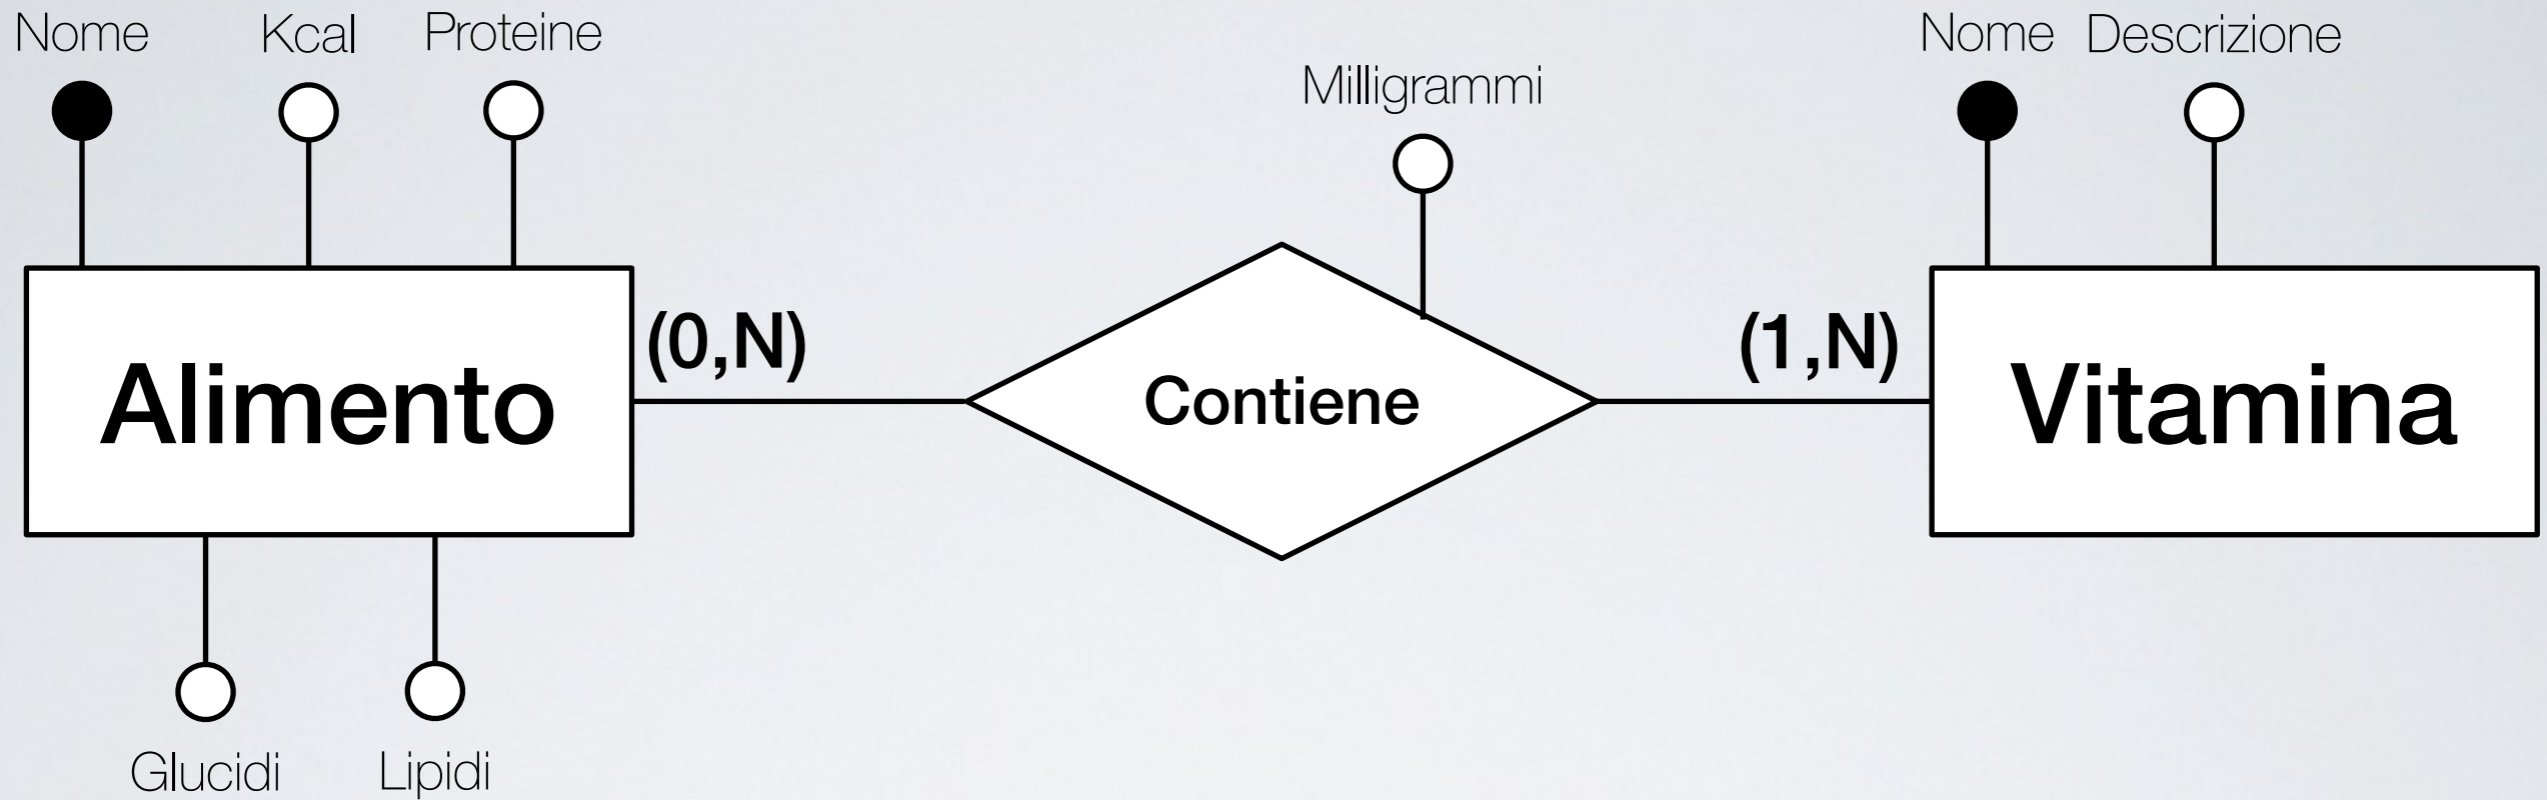 Nome Kcal Proteine
Milligrammi
Nome Descrizione
(0,N)
(1,N)
Alimento
Contiene
Vitamina
Glucidi Lipidi